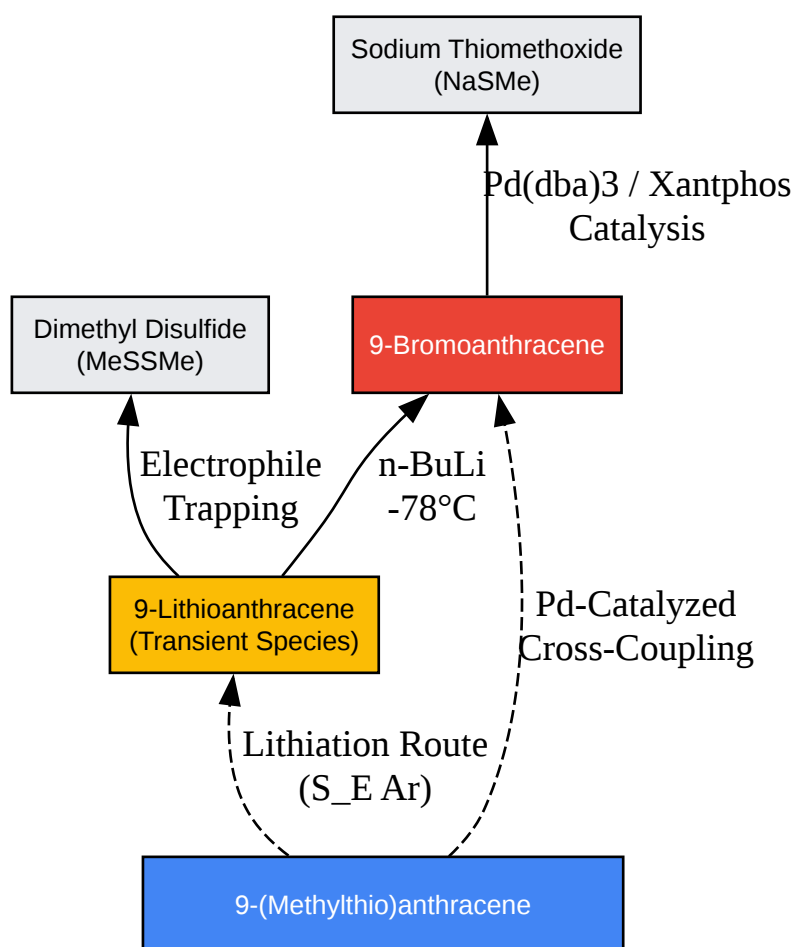 Sodium Thiomethoxide
(NaSMe)
Pd(dba)3 / Xantphos
Catalysis
Dimethyl Disulfide
(MeSSMe)
9-Bromoanthracene
Electrophile
Trapping
n-BuLi
-78°C
9-Lithioanthracene
(Transient Species)
Pd-Catalyzed
Cross-Coupling
Lithiation Route
(S_E Ar)
9-(Methylthio)anthracene